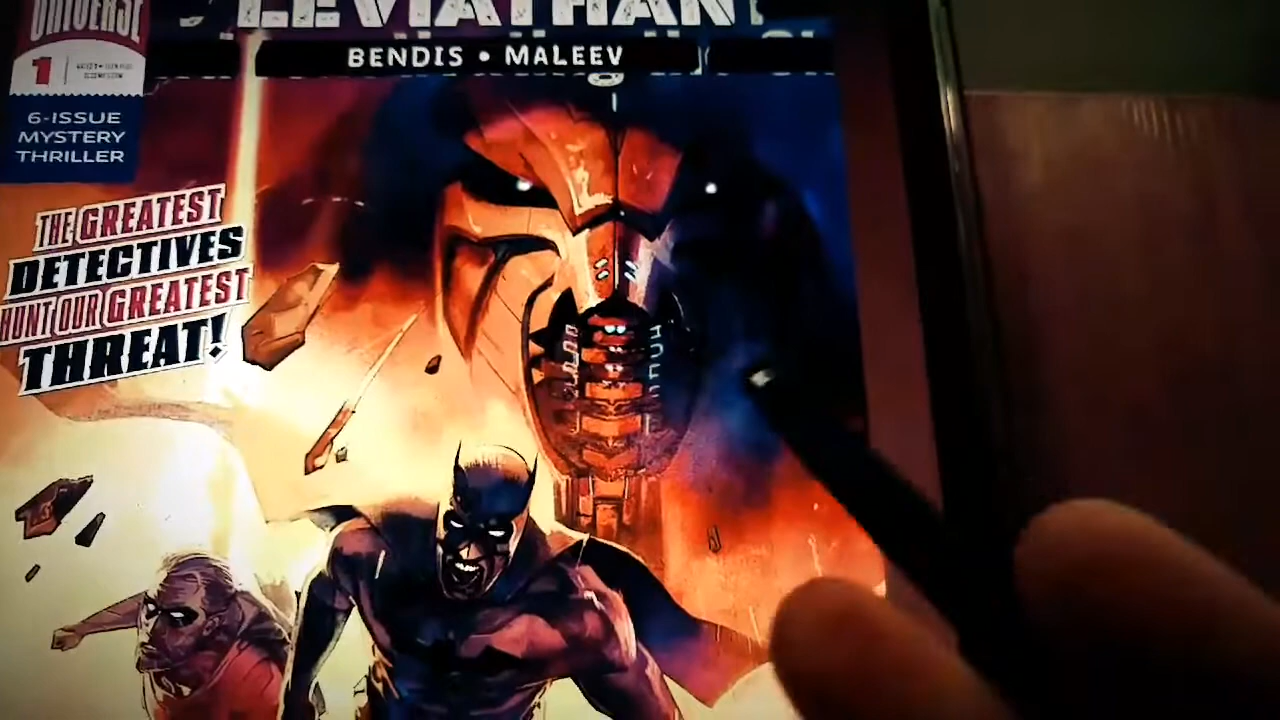 UNIVERSE
LEVIATHAN
BENDIS • MALEEV
1
6-ISSUE
MYSTERY
THRILLER
THE GREATEST
DETECTIVES
HUNT OUR GREATEST
THREAT!